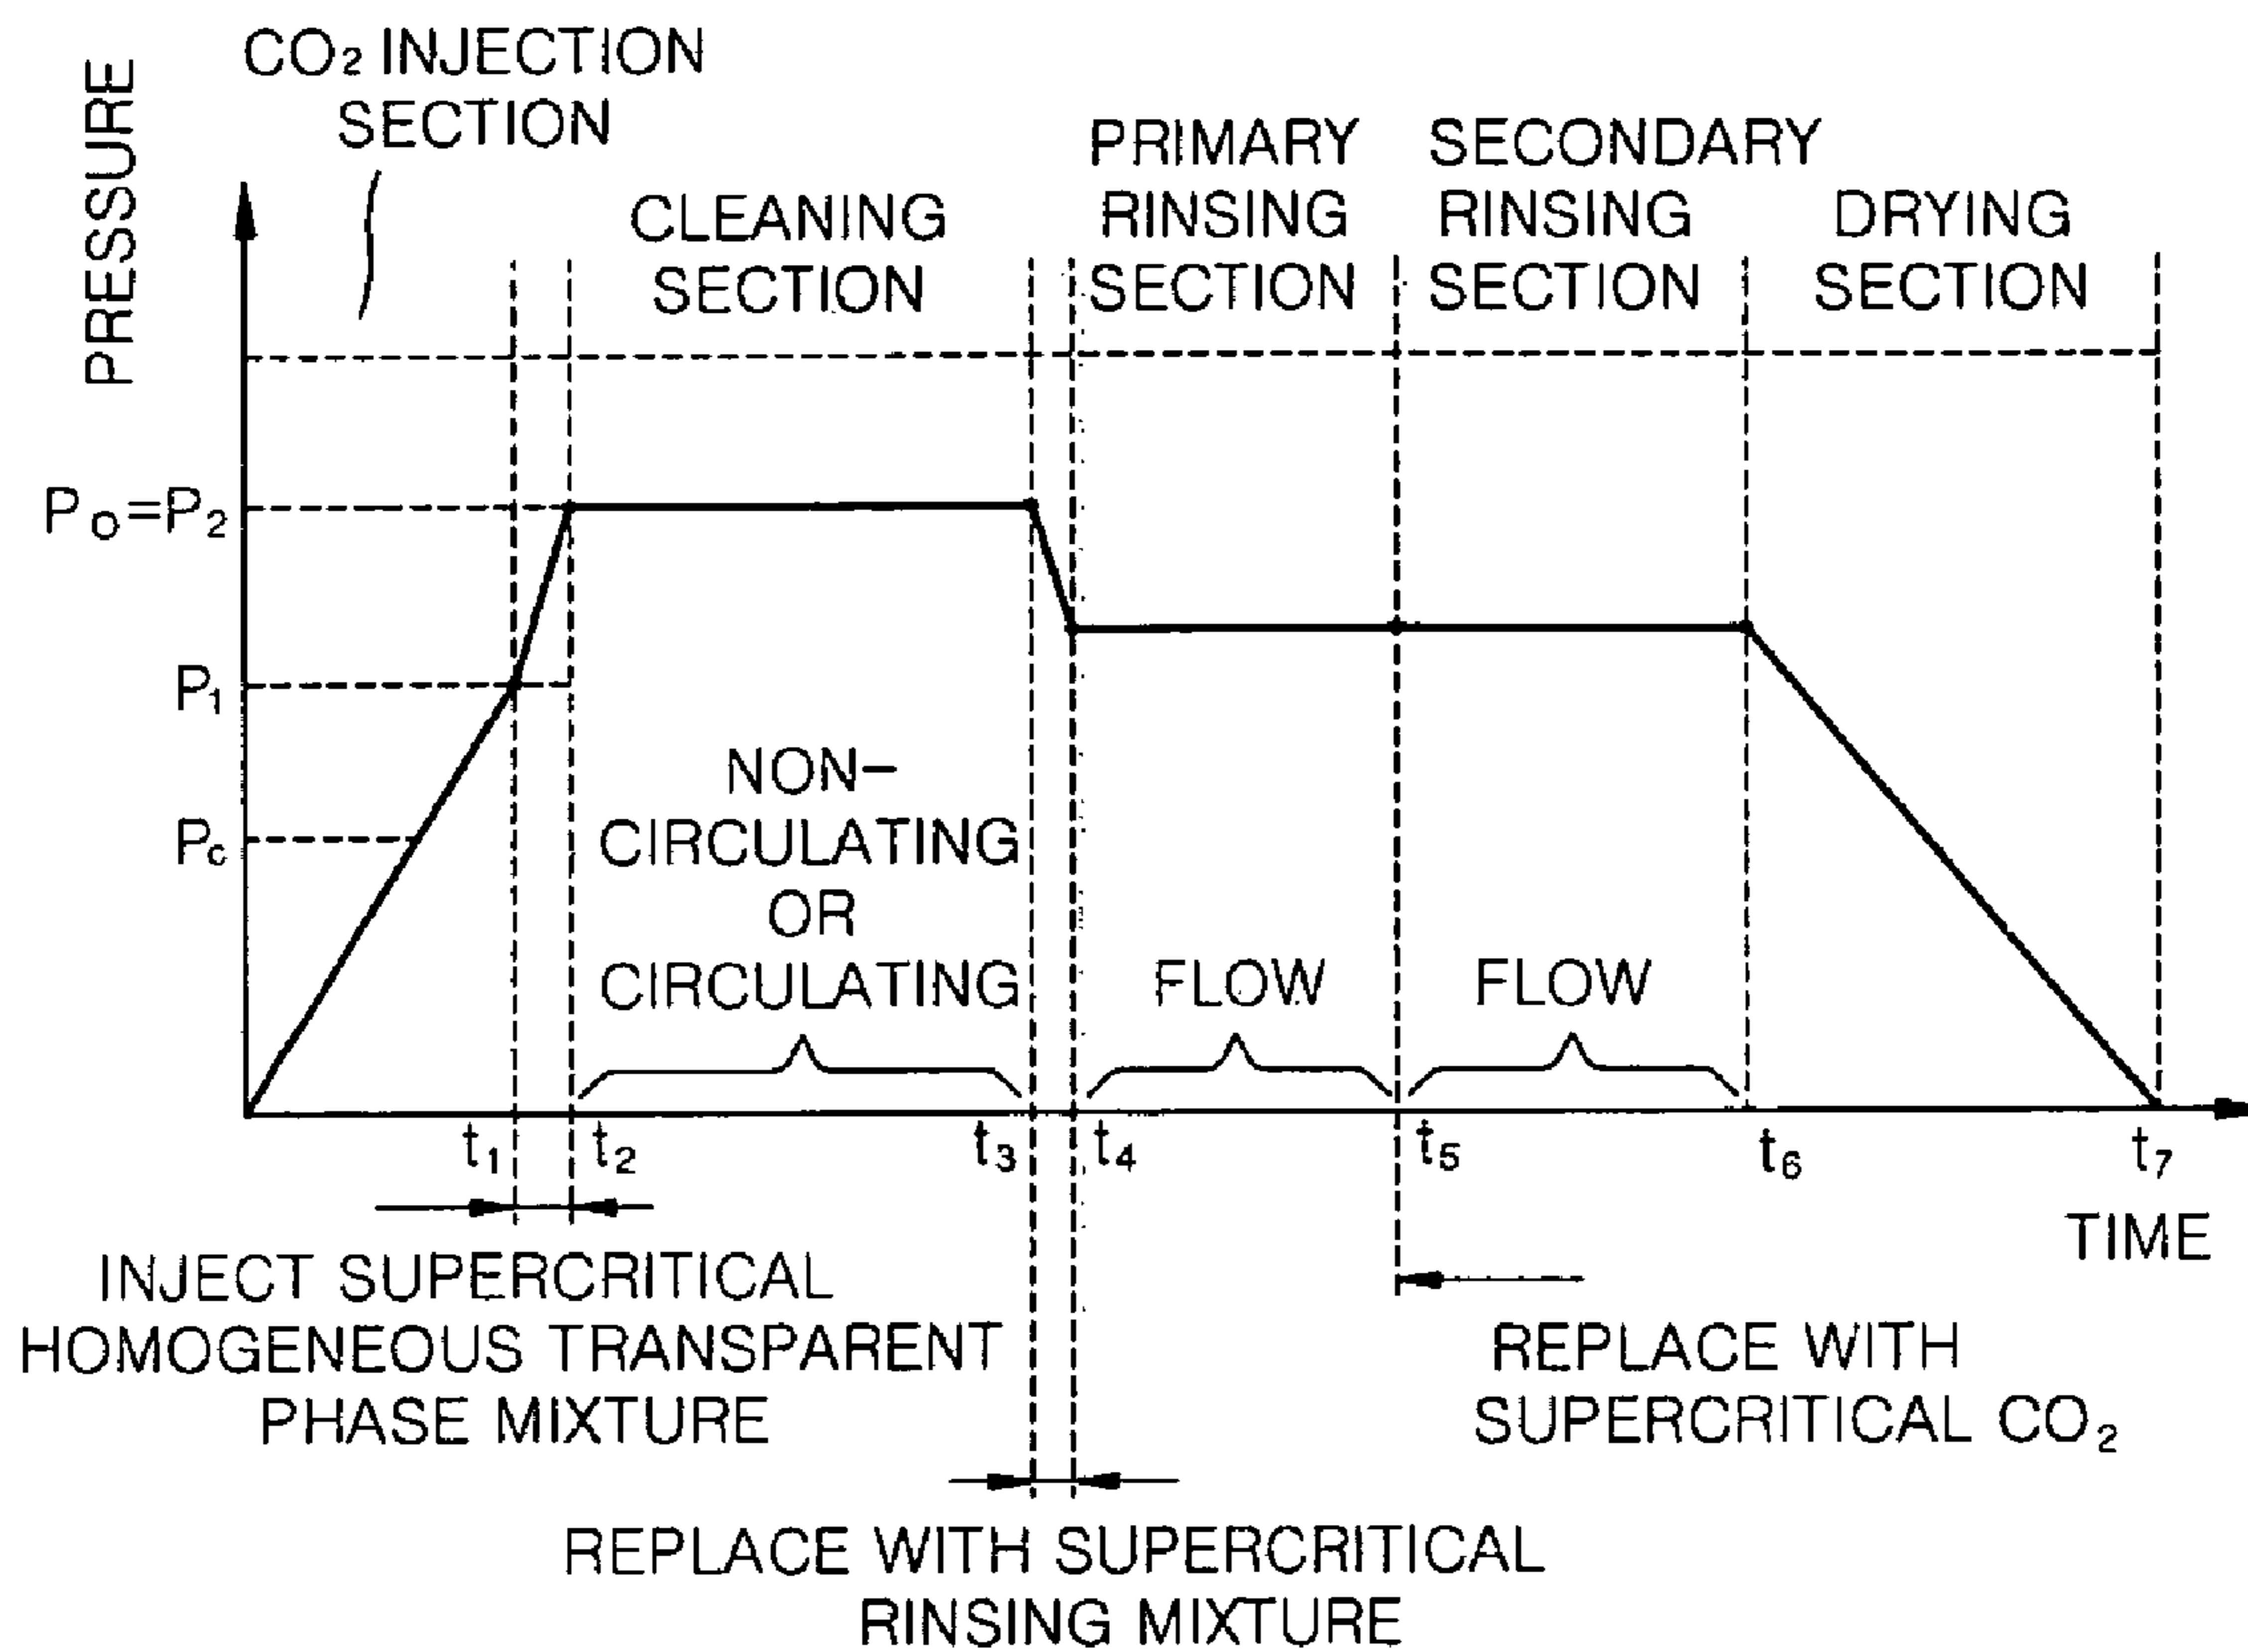 PRESSURE
CO₂ INJECTION
SECTION
CLEANING
SECTION
PRIMARY
RINSING
SECTION
SECONDARY
RINSING
SECTION
DRYING
SECTION
P₀=P₂
P₁
P꜀
NON-
CIRCULATING
OR
CIRCULATING
FLOW
FLOW
t₁
t₂
t₃
t₄
t₅
t₆
t₇
TIME
INJECT SUPERCRITICAL
HOMOGENEOUS TRANSPARENT
PHASE MIXTURE
REPLACE WITH
SUPERCRITICAL CO₂
REPLACE WITH SUPERCRITICAL
RINSING MIXTURE